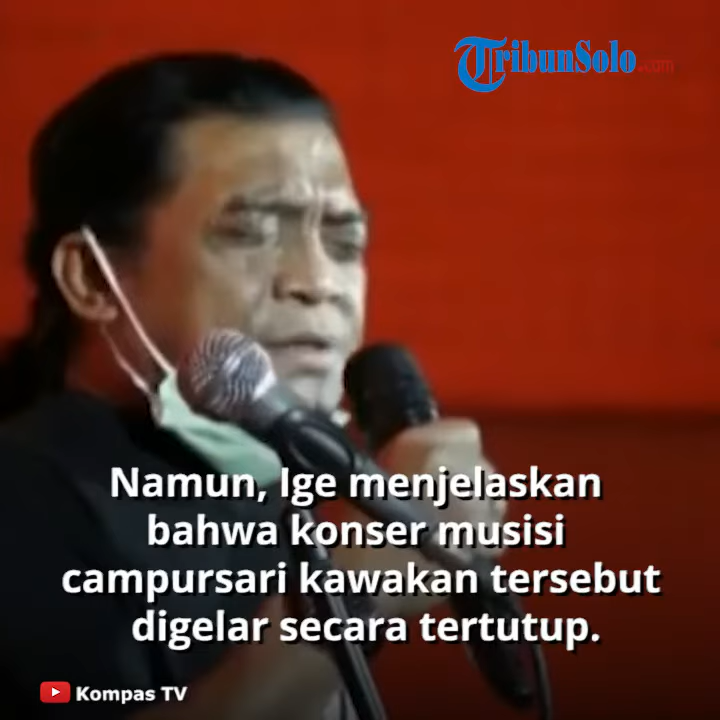 TribunSolo.com
Namun, Ige menjelaskan
bahwa konser musisi
campursari kawakan tersebut
digelar secara tertutup.
Kompas TV